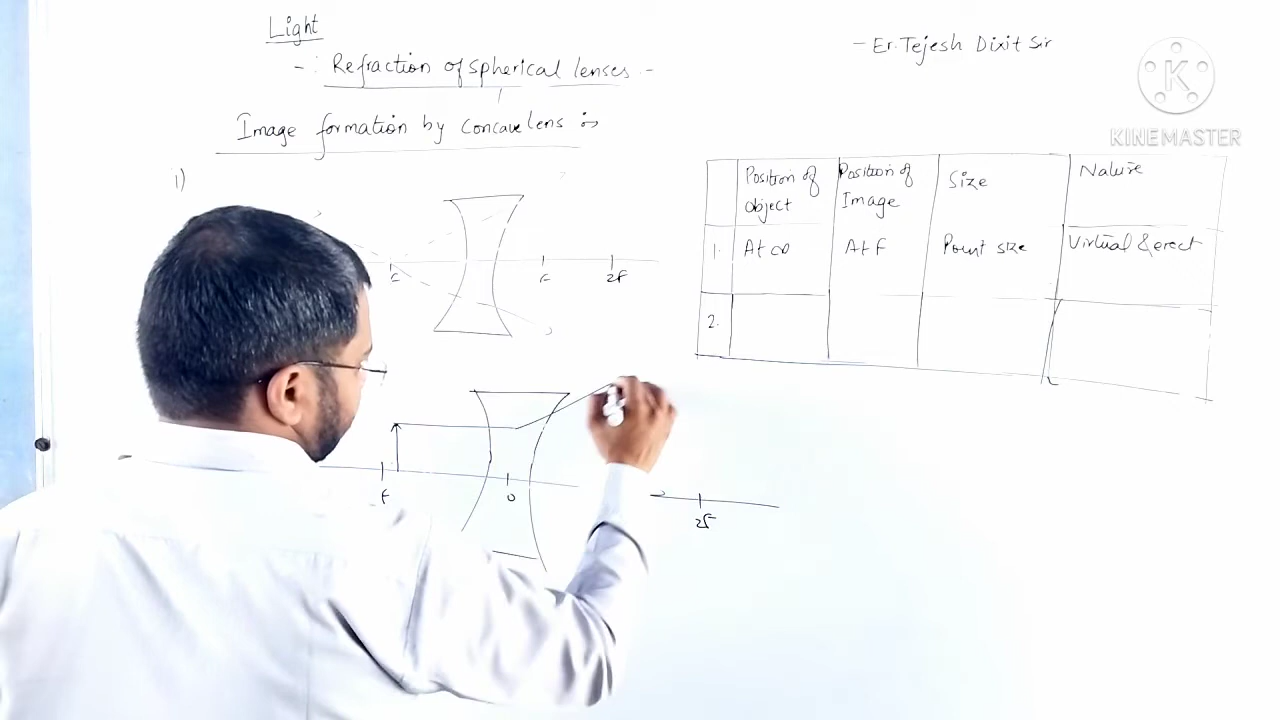 Light
- : Refraction of spherical lenses -
Image formation by concave lens :-
- Er. Tejesh Dixit Sir
K
KINEMASTER
Position of object
Position of Image
Size
Nature
1. At ∞
At F
Point size
Virtual & erect
2.
1)
F
F
2F
F
O
2F